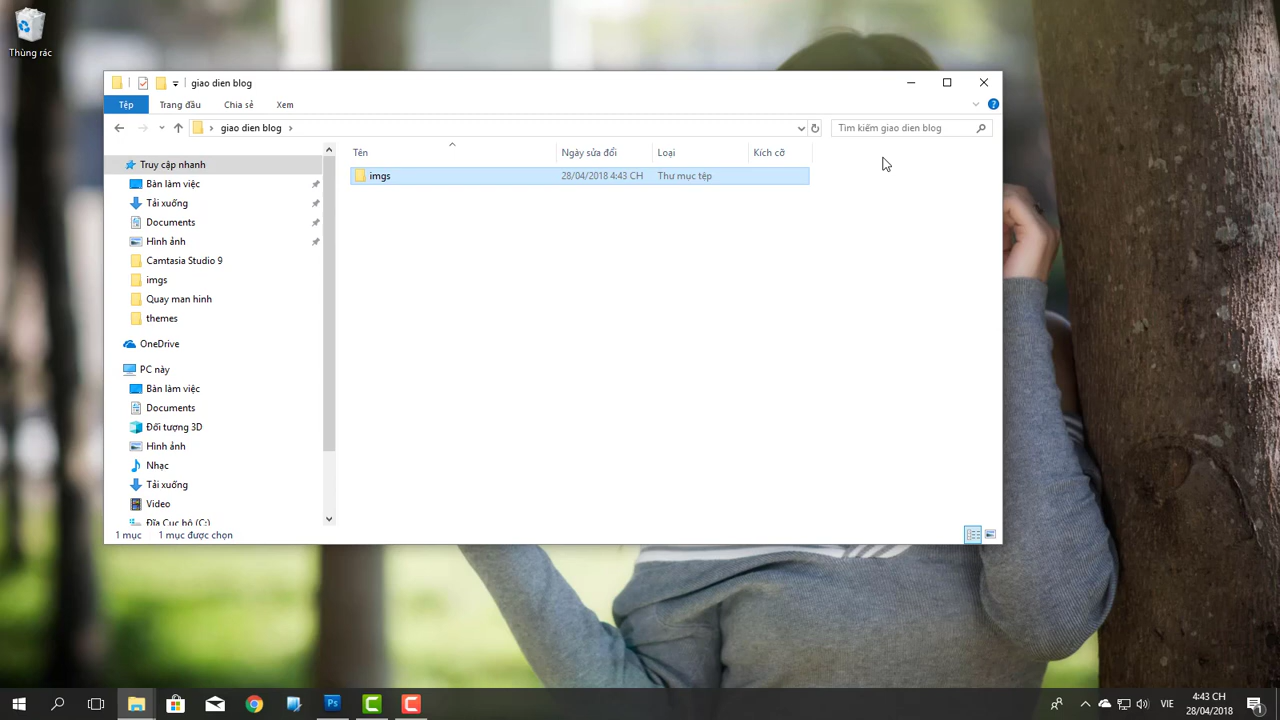 Thùng rác
giao dien blog
Tệp
Trang đầu
Chia sẻ
Xem
giao dien blog
Tìm kiếm giao dien blog
Tên
Ngày sửa đổi
Loại
Kích cỡ
imgs
28/04/2018 4:43 CH
Thư mục tệp
Truy cập nhanh
Bàn làm việc
Tải xuống
Documents
Hình ảnh
Camtasia Studio 9
imgs
Quay man hinh
themes
OneDrive
PC này
Bàn làm việc
Documents
Đối tượng 3D
Hình ảnh
Nhạc
Tải xuống
Video
Đĩa Cục bộ (C:)
1 mục
1 mục được chọn
Ps
VIE
4:43 CH
28/04/2018
1